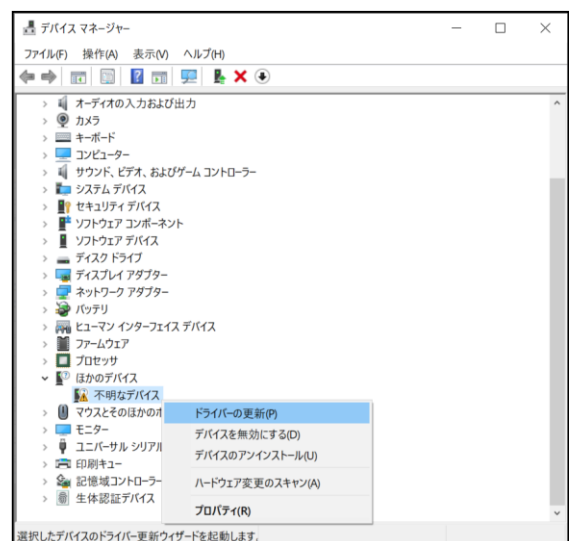 デバイス マネージャー
ファイル(F) 操作(A) 表示(V) ヘルプ(H)
オーディオの入力および出力
カメラ
キーボード
コンピューター
サウンド、ビデオ、およびゲーム コントローラー
システム デバイス
セキュリティ デバイス
ソフトウェア コンポーネント
ソフトウェア デバイス
ディスク ドライブ
ディスプレイ アダプター
ネットワーク アダプター
バッテリ
ヒューマン インターフェイス デバイス
ファームウェア
プロセッサ
ほかのデバイス
不明なデバイス
マウスとそのほかのポ
モニター
ユニバーサル シリアル
印刷キュー
記憶域コントローラー
生体認証デバイス
ドライバーの更新(P)
デバイスを無効にする(D)
デバイスのアンインストール(U)
ハードウェア変更のスキャン(A)
プロパティ(R)
選択したデバイスのドライバー更新ウィザードを起動します。